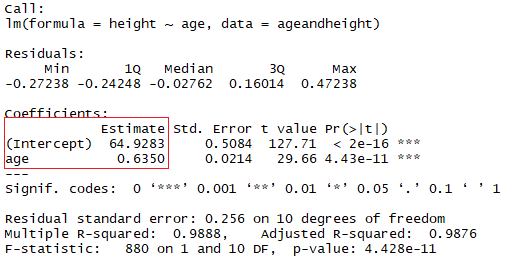 Call:
lm(formula = height ~ age, data = ageandheight)
Residuals:
Min 1Q Median 3Q Max
-0.27238 -0.24248 -0.02762 0.16014 0.47238
Coefficients:
Estimate Std. Error t value Pr(>|t|)
(Intercept) 64.9283 0.5084 127.71 < 2e-16 ***
age 0.6350 0.0214 29.66 4.43e-11 ***
---
Signif. codes: 0 ‘***’ 0.001 ‘**’ 0.01 ‘*’ 0.05 ‘.’ 0.1 ‘ ’ 1
Residual standard error: 0.256 on 10 degrees of freedom
Multiple R-squared: 0.9888, Adjusted R-squared: 0.9876
F-statistic: 880 on 1 and 10 DF, p-value: 4.428e-11